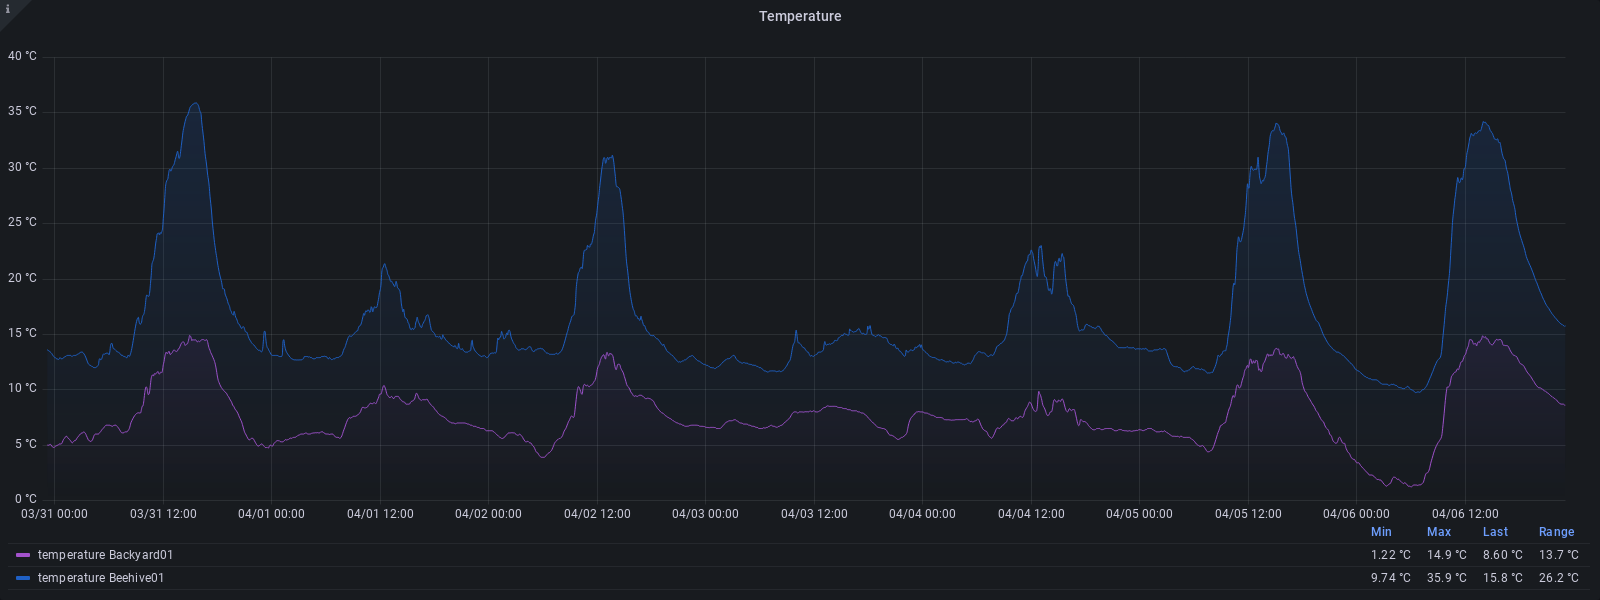 i
Temperature
40 °C
35 °C
30 °C
25 °C
20 °C
15 °C
10 °C
5 °C
0 °C
03/31 00:00 03/31 12:00 04/01 00:00 04/01 12:00 04/02 00:00 04/02 12:00 04/03 00:00 04/03 12:00 04/04 00:00 04/04 12:00 04/05 00:00 04/05 12:00 04/06 00:00 04/06 12:00
Min Max Last Range
temperature Backyard01 1.22 °C 14.9 °C 8.60 °C 13.7 °C
temperature Beehive01 9.74 °C 35.9 °C 15.8 °C 26.2 °C